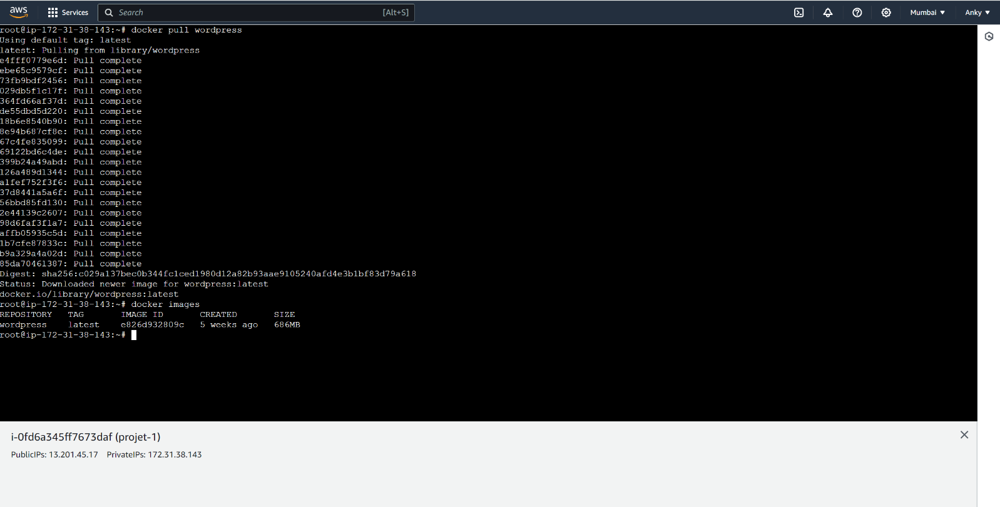 aws Services Search [Alt+S] Mumbai Anky
root@ip-172-31-38-143:~# docker pull wordpress
Using default tag: latest
latest: Pulling from library/wordpress
e4fff0779e6d: Pull complete
ebe65c9579cf: Pull complete
73fb9bdf2456: Pull complete
029db5f1c17f: Pull complete
364fd66af37d: Pull complete
de55dbd5d220: Pull complete
18b6e8540b90: Pull complete
8e94b687cf8e: Pull complete
67c4fe835099: Pull complete
69122bd6c4de: Pull complete
399b24a49abd: Pull complete
126a489d1344: Pull complete
a1fef752f3f6: Pull complete
37d8441a5a6f: Pull complete
56bbd85fd130: Pull complete
2e44139c2607: Pull complete
98d6faf3f1a7: Pull complete
affb05935c5d: Pull complete
1b7cfe87833c: Pull complete
b9a329a4a02d: Pull complete
85da70461387: Pull complete
Digest: sha256:c029a137bec0b344fc1ced1980d12a82b93aae9105240afd4e3b1bf83d79a618
Status: Downloaded newer image for wordpress:latest
docker.io/library/wordpress:latest
root@ip-172-31-38-143:~# docker images
REPOSITORY TAG IMAGE ID CREATED SIZE
wordpress latest e826d932809c 5 weeks ago 686MB
root@ip-172-31-38-143:~#
i-0fd6a345ff7673daf (projet-1)
PublicIPs: 13.201.45.17 PrivateIPs: 172.31.38.143